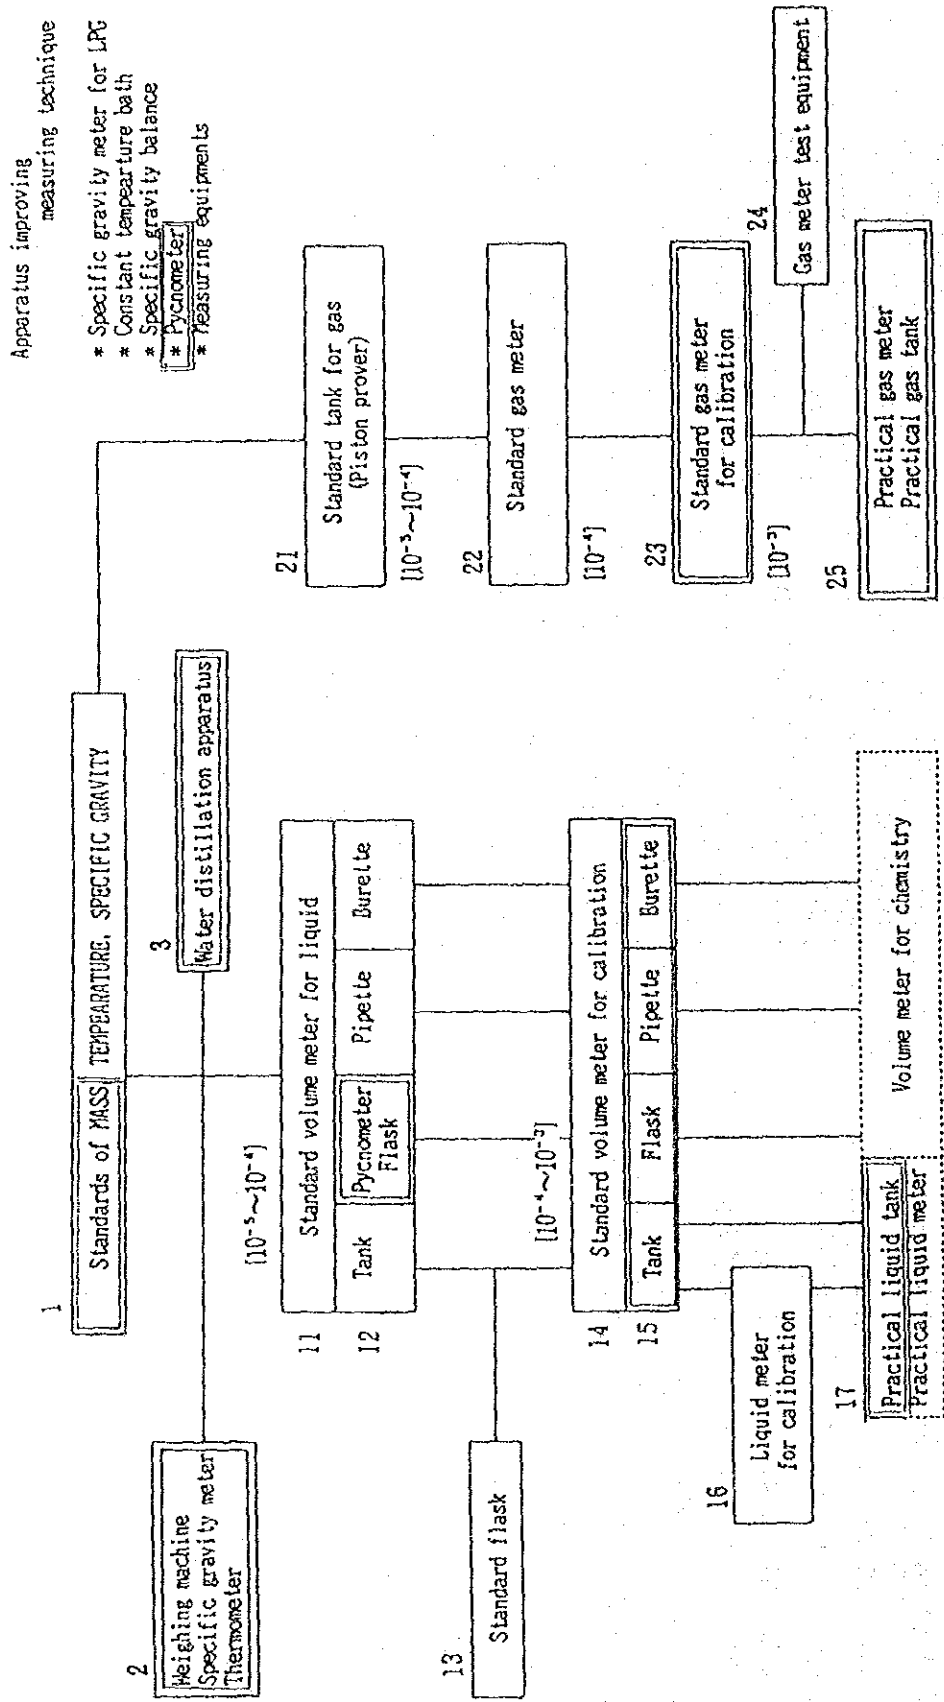 Apparatus improving
measuring technique
* Specific gravity meter for LPG
* Constant tempearture bath
* Specific gravity balance
* Pycnometer
* Measuring equipments
1
Standards of MASS, TEMPEARATURE, SPECIFIC GRAVITY
2
Weighing machine
Specific gravity meter
Thermometer
3
Water distillation apparatus
[10⁻⁵~10⁻⁴]
11
Standard volume meter for liquid
12
Tank
Pycnometer
Flask
Pipette
Burette
13
Standard flask
[10⁻⁴~10⁻³]
14
Standard volume meter for calibration
15
Tank
Flask
Pipette
Burette
16
Liquid meter
for calibration
17
Practical liquid tank
Practical liquid meter
Volume meter for chemistry
21
Standard tank for gas
(Piston prover)
[10⁻⁵~10⁻⁴]
22
Standard gas meter
[10⁻⁴]
23
Standard gas meter
for calibration
[10⁻³]
24
Gas meter test equipment
25
Practical gas meter
Practical gas tank